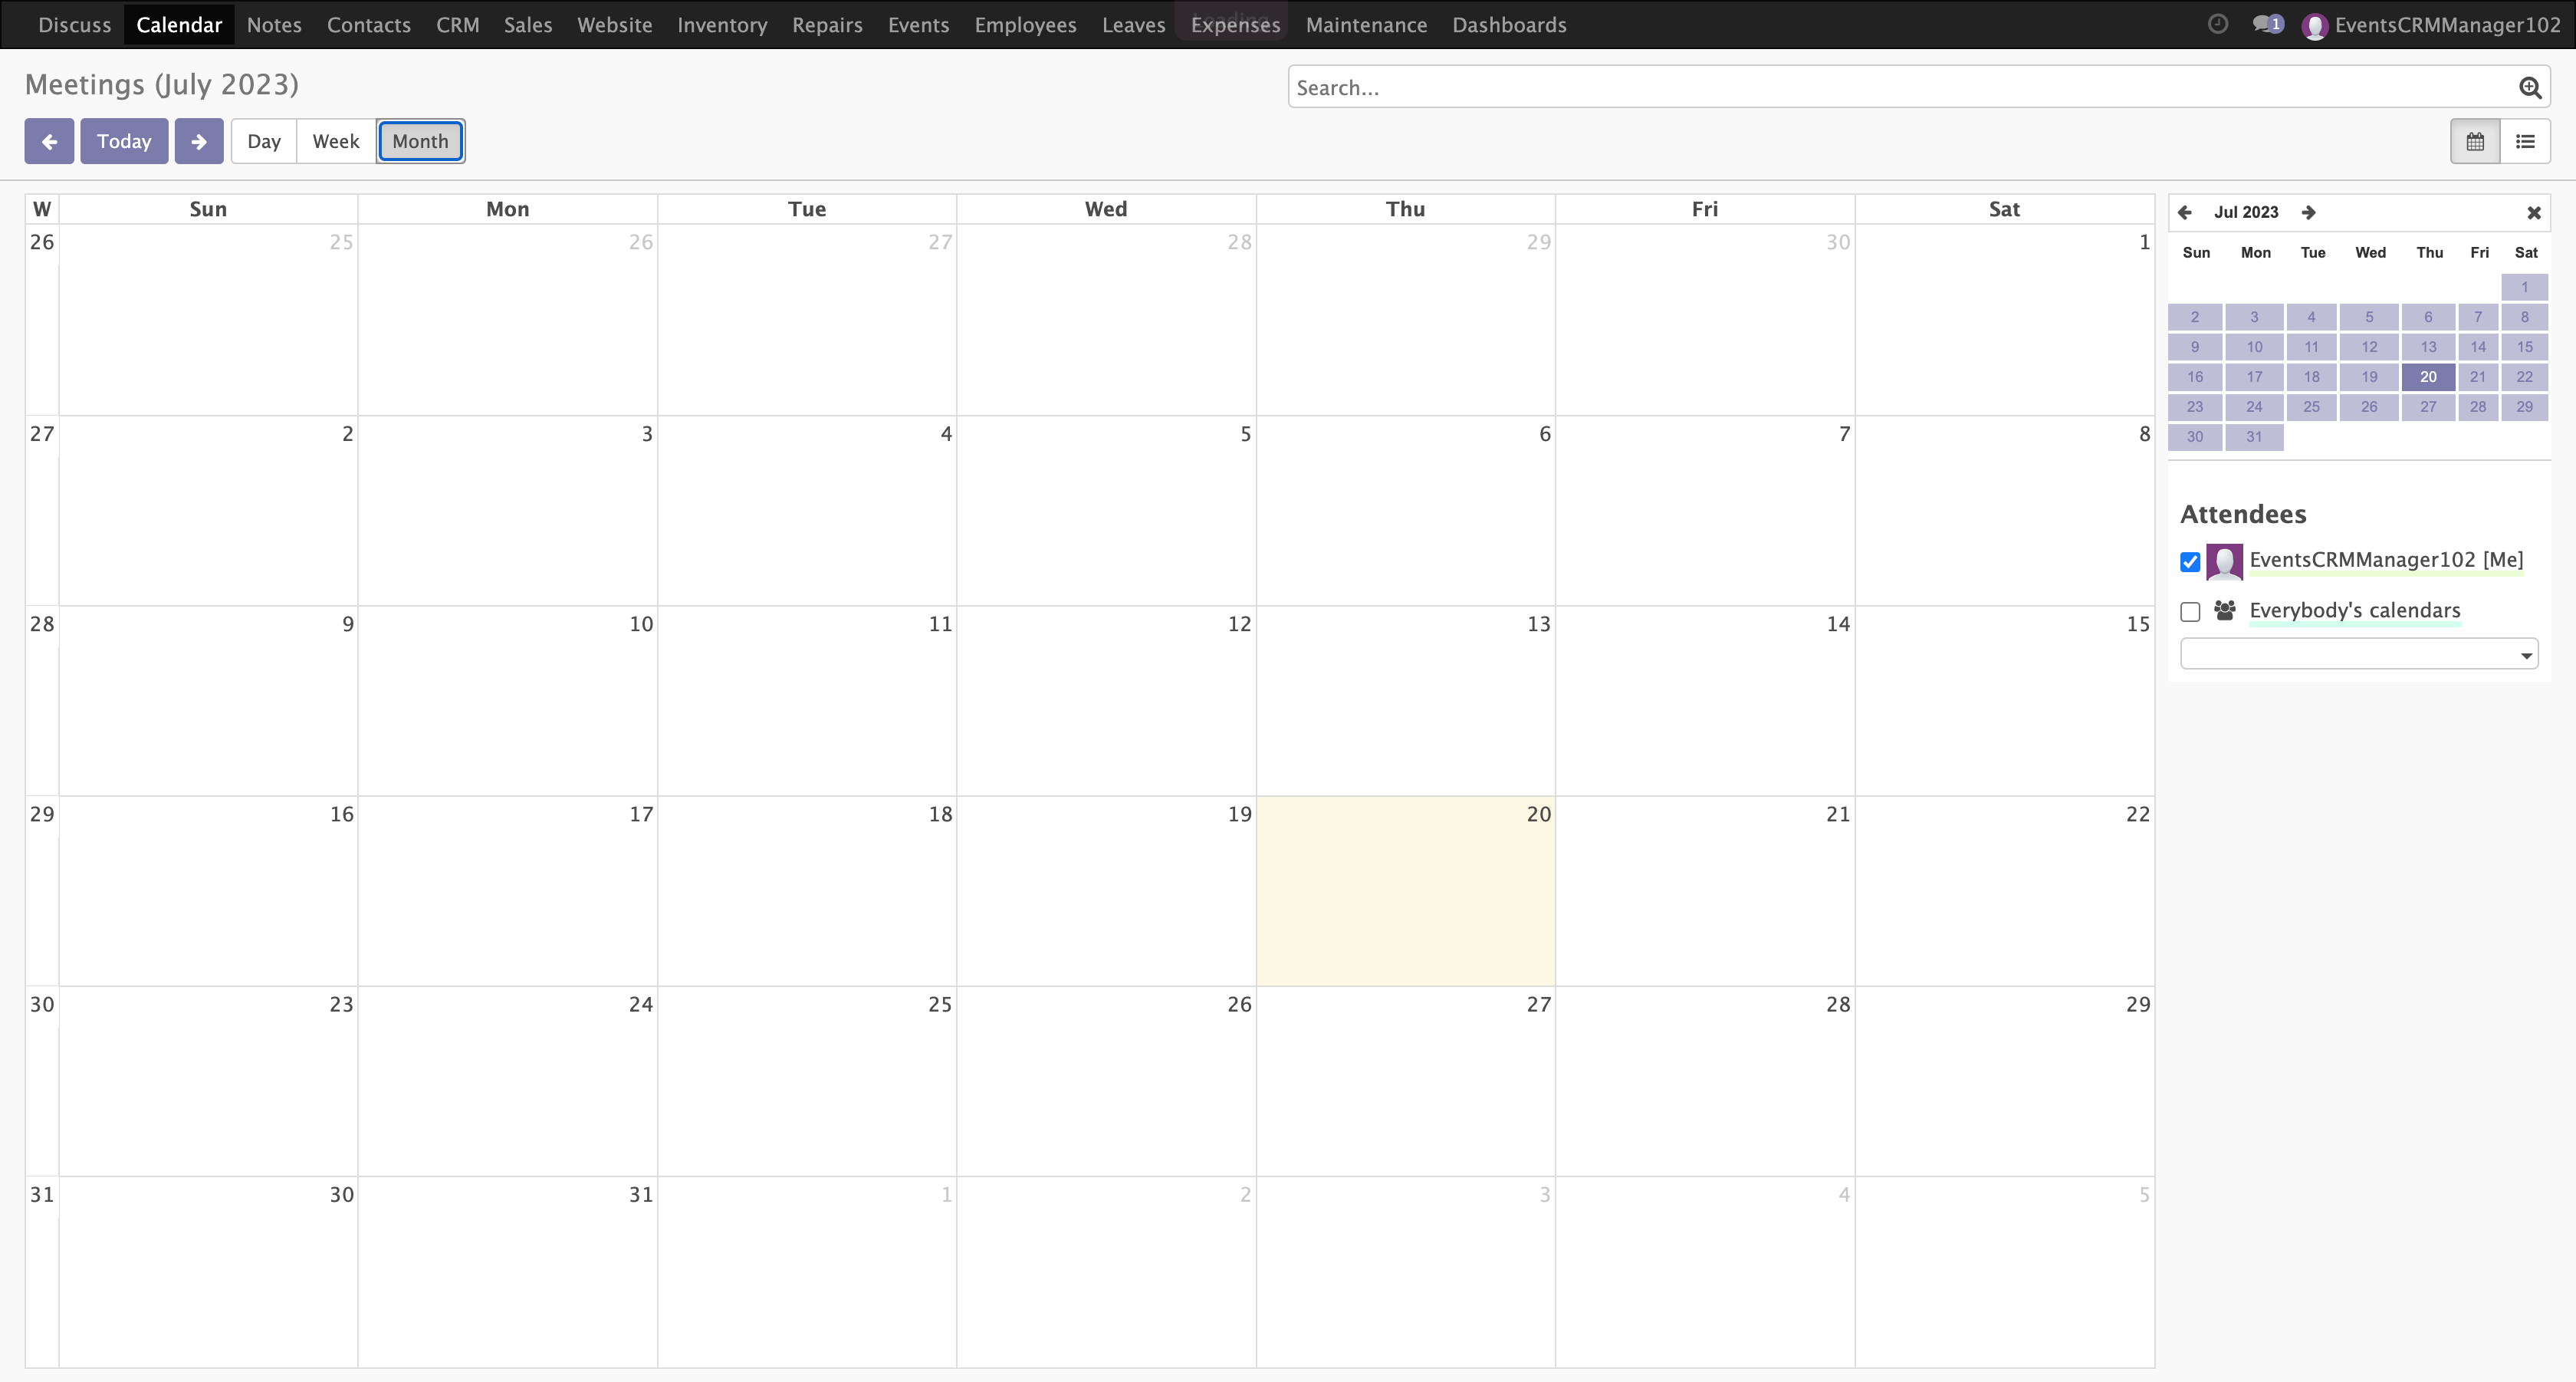 Discuss Calendar Notes Contacts CRM Sales Website Inventory Repairs Events Employees Leaves Expenses Maintenance Dashboards 1 EventsCRMManager102
Meetings (July 2023)
Search...
Today Day Week Month
W Sun Mon Tue Wed Thu Fri Sat
26 25 26 27 28 29 30 1
27 2 3 4 5 6 7 8
28 9 10 11 12 13 14 15
29 16 17 18 19 20 21 22
30 23 24 25 26 27 28 29
31 30 31 1 2 3 4 5
Jul 2023
Sun Mon Tue Wed Thu Fri Sat
1
2 3 4 5 6 7 8
9 10 11 12 13 14 15
16 17 18 19 20 21 22
23 24 25 26 27 28 29
30 31
Attendees
EventsCRMManager102 [Me]
Everybody's calendars